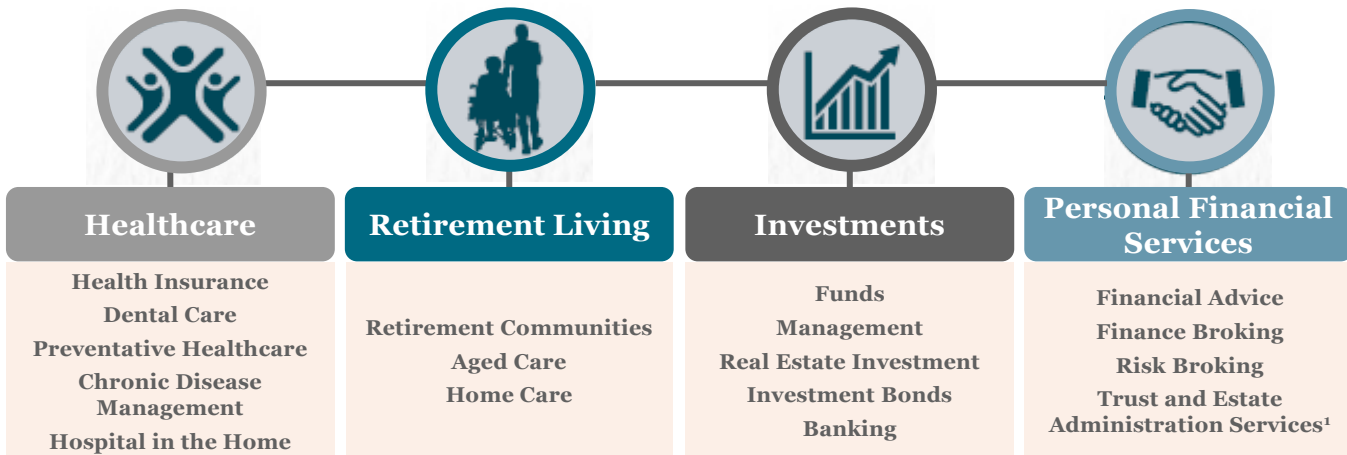 Healthcare
Health Insurance
Dental Care
Preventative Healthcare
Chronic Disease
Management
Hospital in the Home
Retirement Living
Retirement Communities
Aged Care
Home Care
Investments
Funds
Management
Real Estate Investment
Investment Bonds
Banking
Personal Financial
Services
Financial Advice
Finance Broking
Risk Broking
Trust and Estate
Administration Services¹